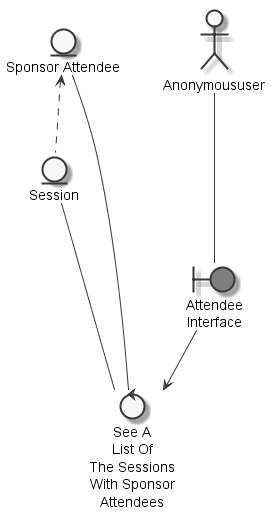 Sponsor Attendee
Anonymoususer
Session
Attendee
Interface
See A
List Of
The Sessions
With Sponsor
Attendees